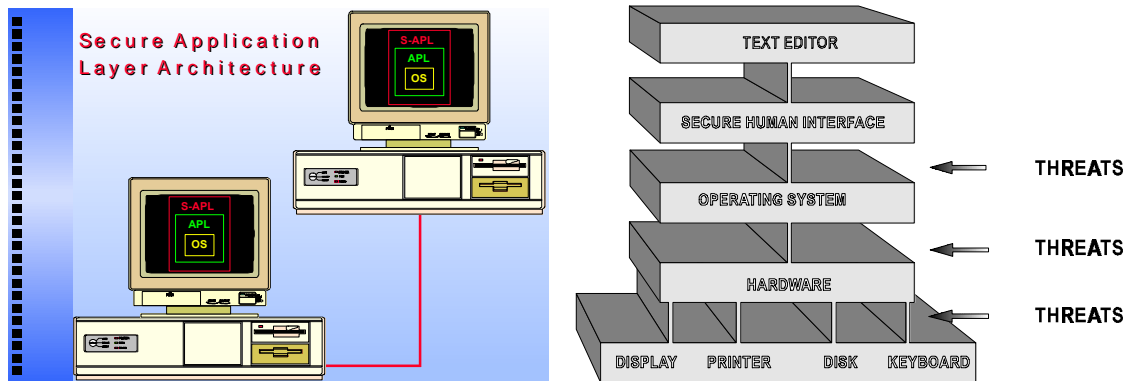 Secure Application
Layer Architecture
S-APL
APL
OS
S-APL
APL
OS
TEXT EDITOR
SECURE HUMAN INTERFACE
OPERATING SYSTEM
HARDWARE
DISPLAY PRINTER DISK KEYBOARD
THREATS
THREATS
THREATS